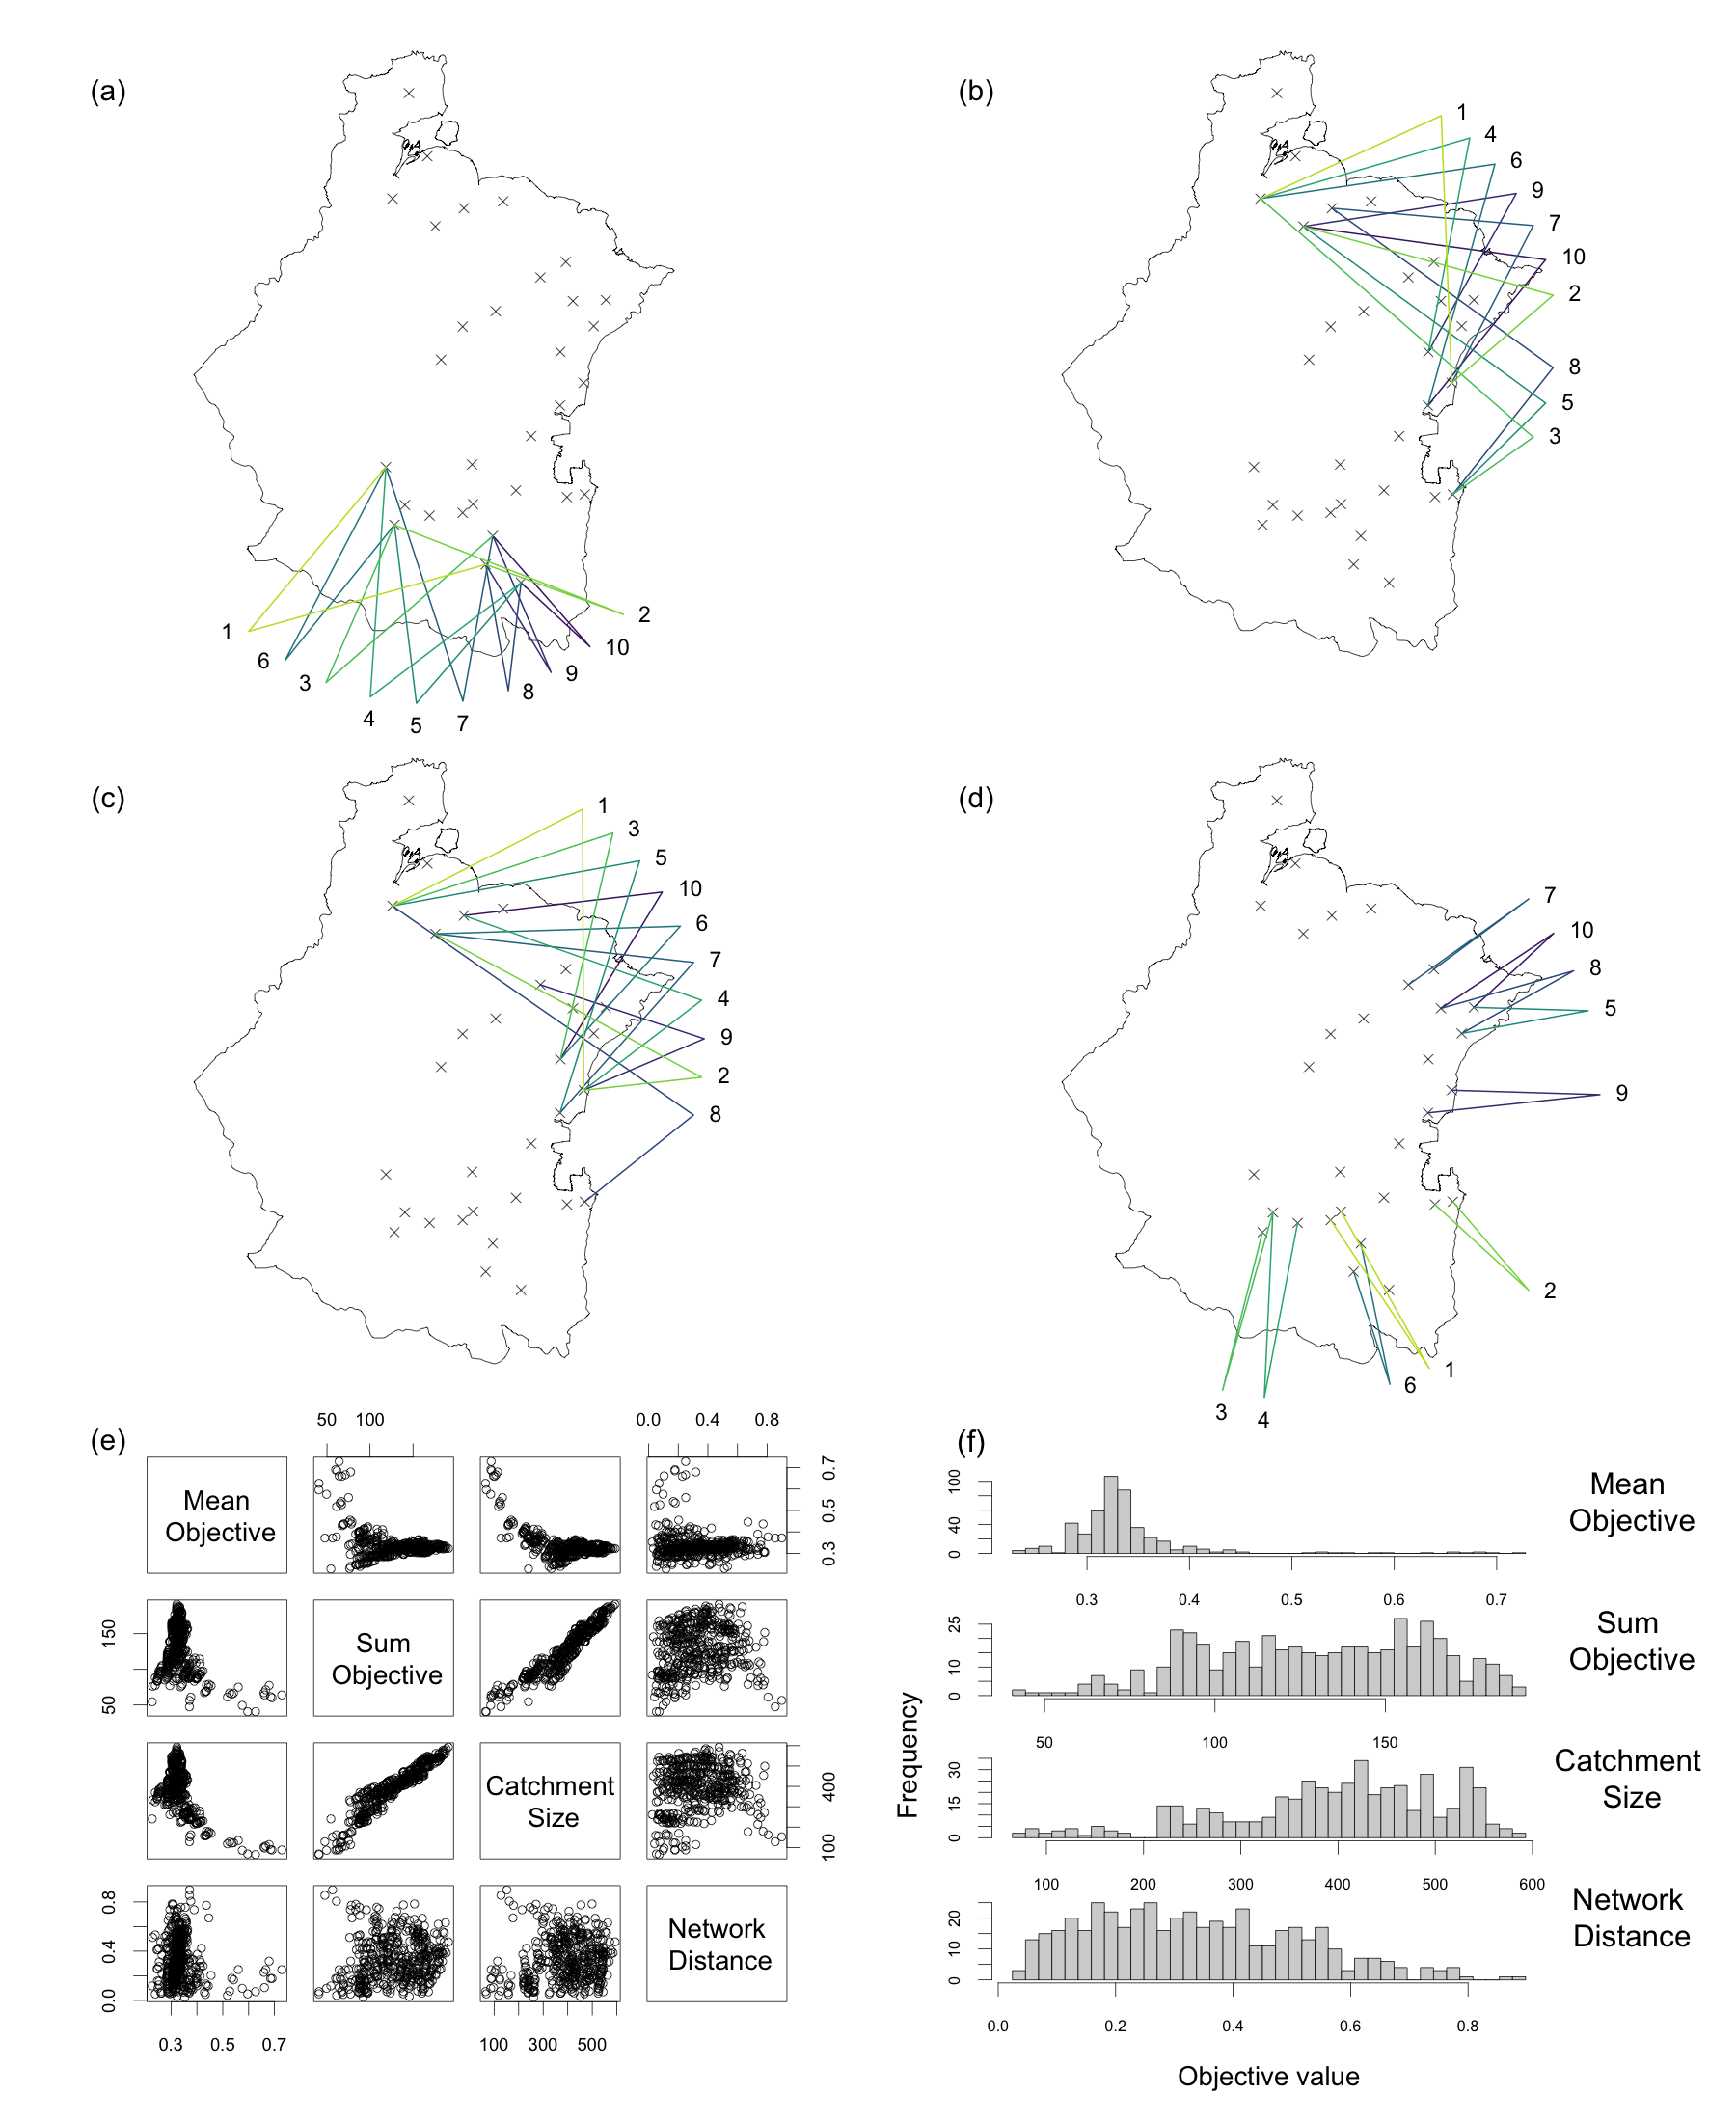 (a)
1
6
3
4
5
7
8
9
10
2
(b)
1
4
6
9
7
10
2
8
5
3
(c)
1
3
5
10
6
7
4
9
2
8
(d)
7
10
8
5
9
2
1
6
4
3
(e)
50 100
0.0 0.4 0.8
Mean
Objective
0.3 0.5 0.7
50 150
Sum
Objective
Catchment
Size
100 400
0.0 0.4 0.8
Network
Distance
0.3 0.5 0.7
100 300 500
(f)
0 40 100
Mean
Objective
0.3 0.4 0.5 0.6 0.7
0 10 25
Sum
Objective
50 100 150
Frequency
0 15 30
Catchment
Size
100 200 300 400 500 600
0 10 20
Network
Distance
0.0 0.2 0.4 0.6 0.8
Objective value